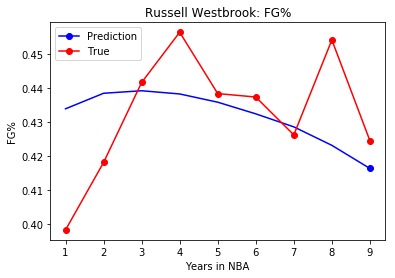 Russell Westbrook: FG%
Prediction
True
0.45
0.44
0.43
0.42
0.41
0.40
FG%
1 2 3 4 5 6 7 8 9
Years in NBA